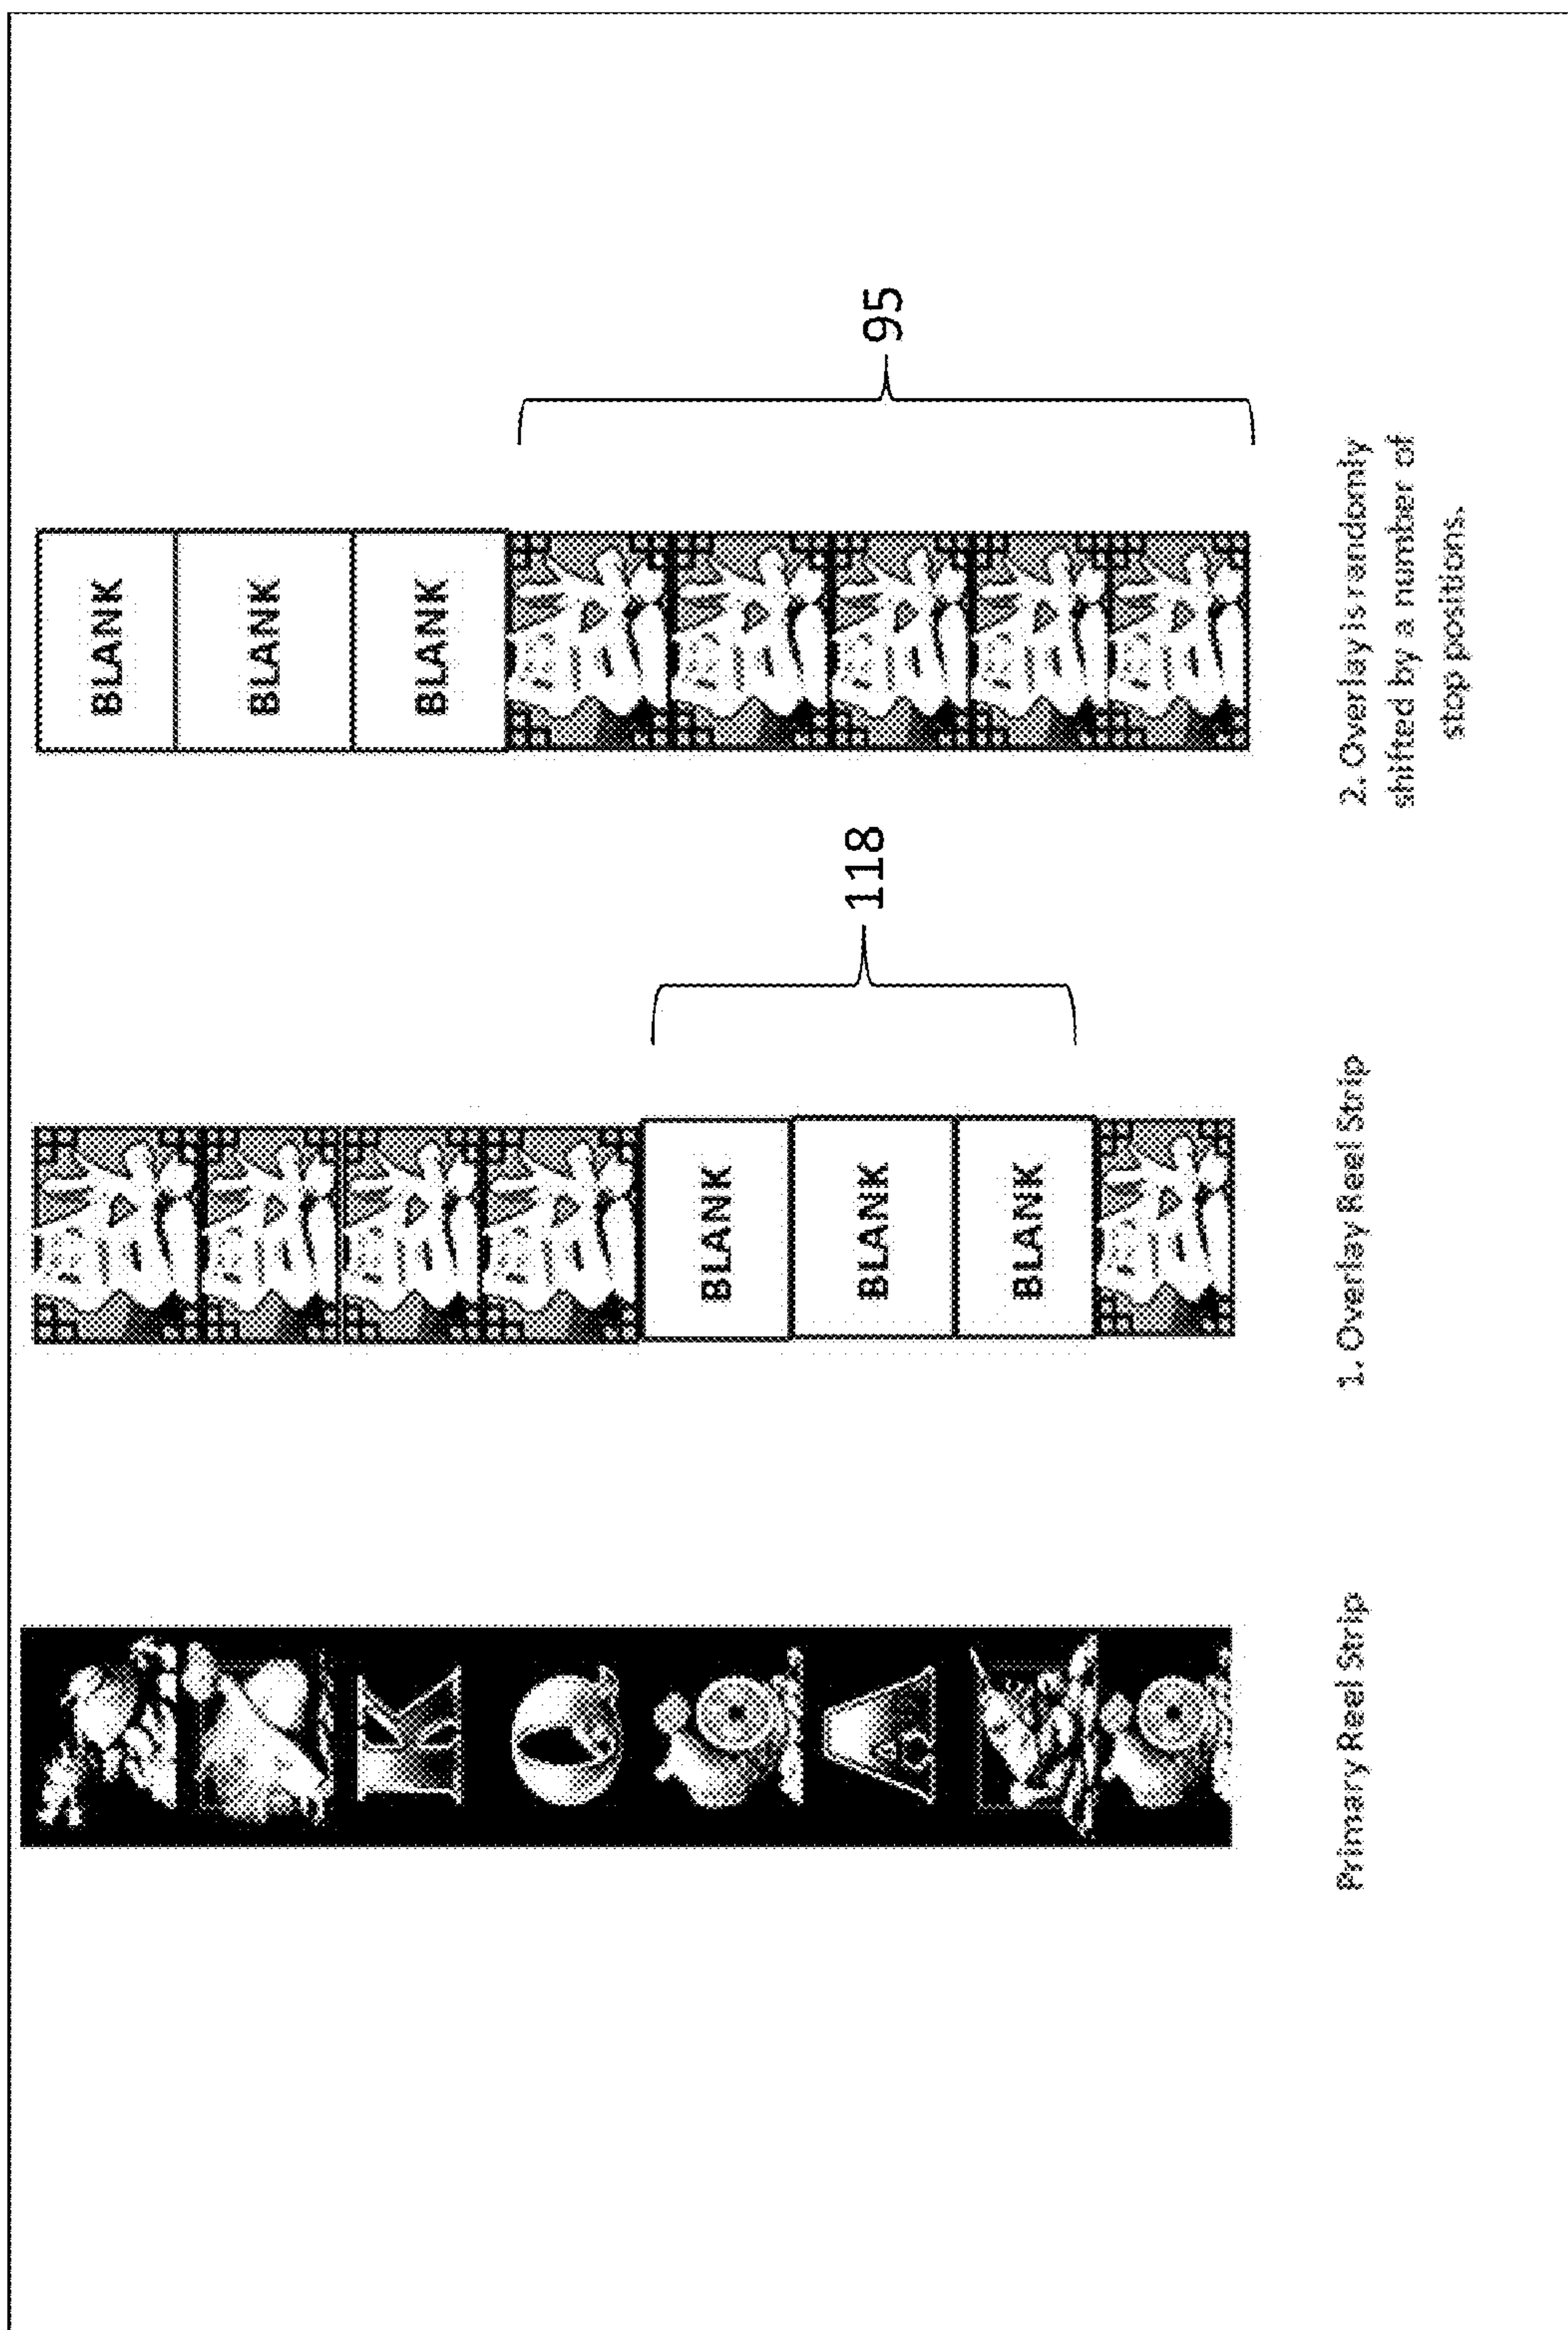 K
Q
A
Primary Reel Strip
BLANK
BLANK
BLANK
118
1. Overlay Reel Strip
BLANK
BLANK
BLANK
95
2. Overlay is randomly
shifted by a number of
stop positions.